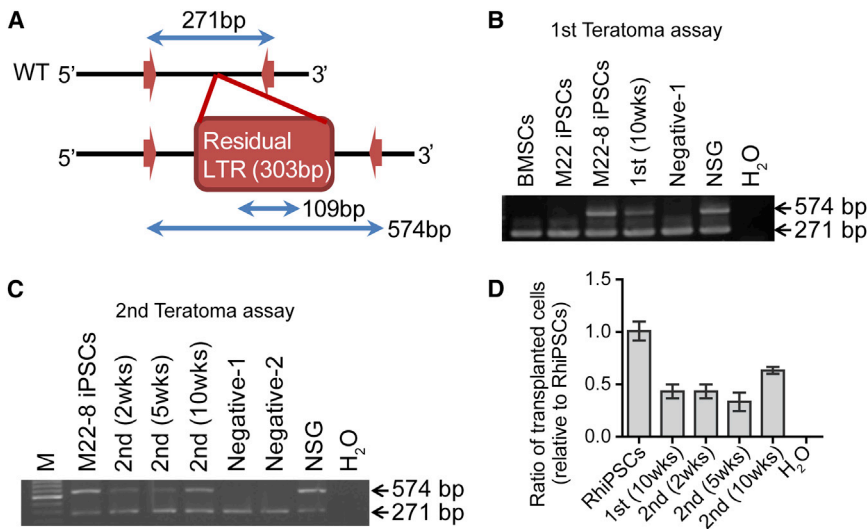 A
271bp
WT 5’ 3’
5’ Residual LTR (303bp) 3’
109bp
574bp
B
1st Teratoma assay
BMSCs
M22 iPSCs
M22-8 iPSCs
1st (10wks)
Negative-1
NSG
H2O
574 bp
271 bp
C
2nd Teratoma assay
M
M22-8 iPSCs
2nd (2wks)
2nd (5wks)
2nd (10wks)
Negative-1
Negative-2
NSG
H2O
574 bp
271 bp
D
Ratio of transplanted cells
(relative to RhiPSCs)
1.5
1.0
0.5
0.0
RhiPSCs
1st (10wks)
2nd (2wks)
2nd (5wks)
2nd (10wks)
H2O